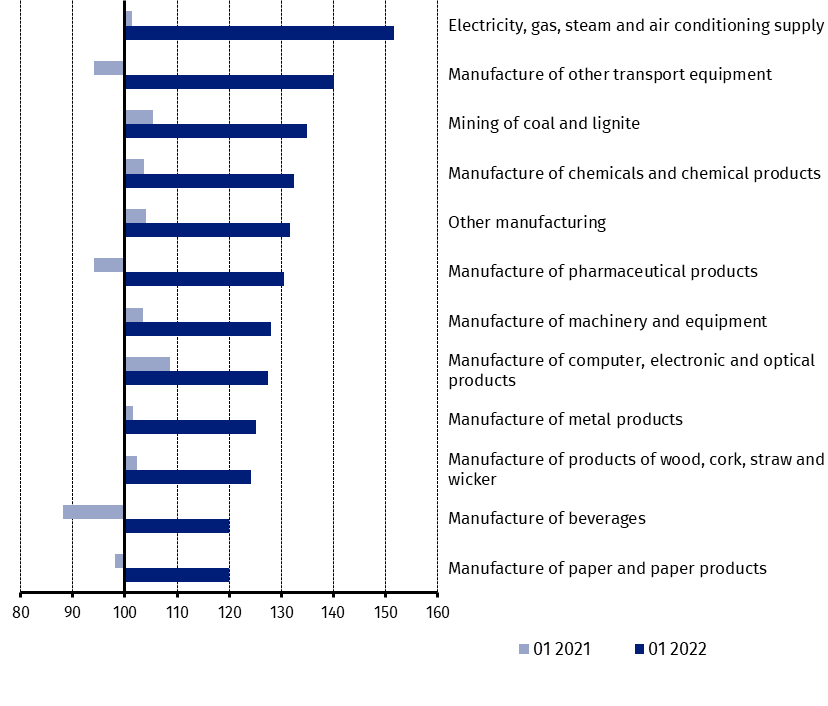 Electricity, gas, steam and air conditioning supply
Manufacture of other transport equipment
Mining of coal and lignite
Manufacture of chemicals and chemical products
Other manufacturing
Manufacture of pharmaceutical products
Manufacture of machinery and equipment
Manufacture of computer, electronic and optical
products
Manufacture of metal products
Manufacture of products of wood, cork, straw and
wicker
Manufacture of beverages
Manufacture of paper and paper products
80 90 100 110 120 130 140 150 160
01 2021 01 2022